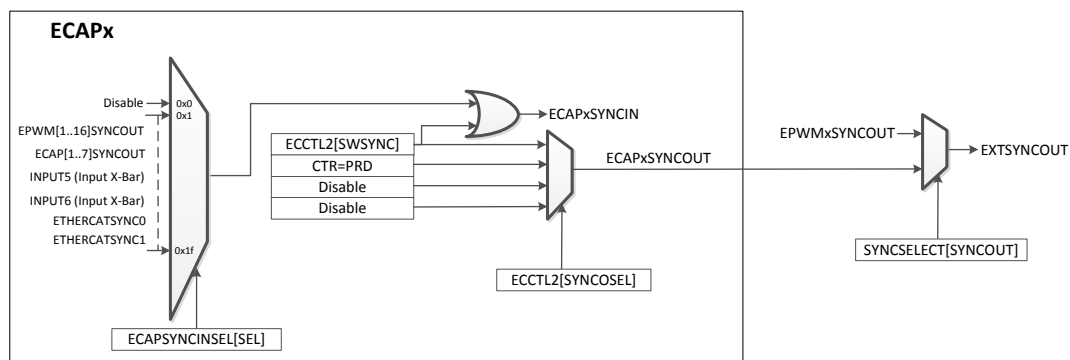 ECAPx
Disable
0x0
0x1
EPWM[1..16]SYNCOUT
ECAP[1..7]SYNCOUT
INPUT5 (Input X-Bar)
INPUT6 (Input X-Bar)
ETHERCATSYNC0
ETHERCATSYNC1
0x1f
ECAPSYNCINSEL[SEL]
ECAPxSYNCIN
ECCTL2[SWSYNC]
CTR=PRD
Disable
Disable
ECCTL2[SYNCOSEL]
ECAPxSYNCOUT
EPWMxSYNCOUT
EXTSYNCOUT
SYNCSELECT[SYNCOUT]